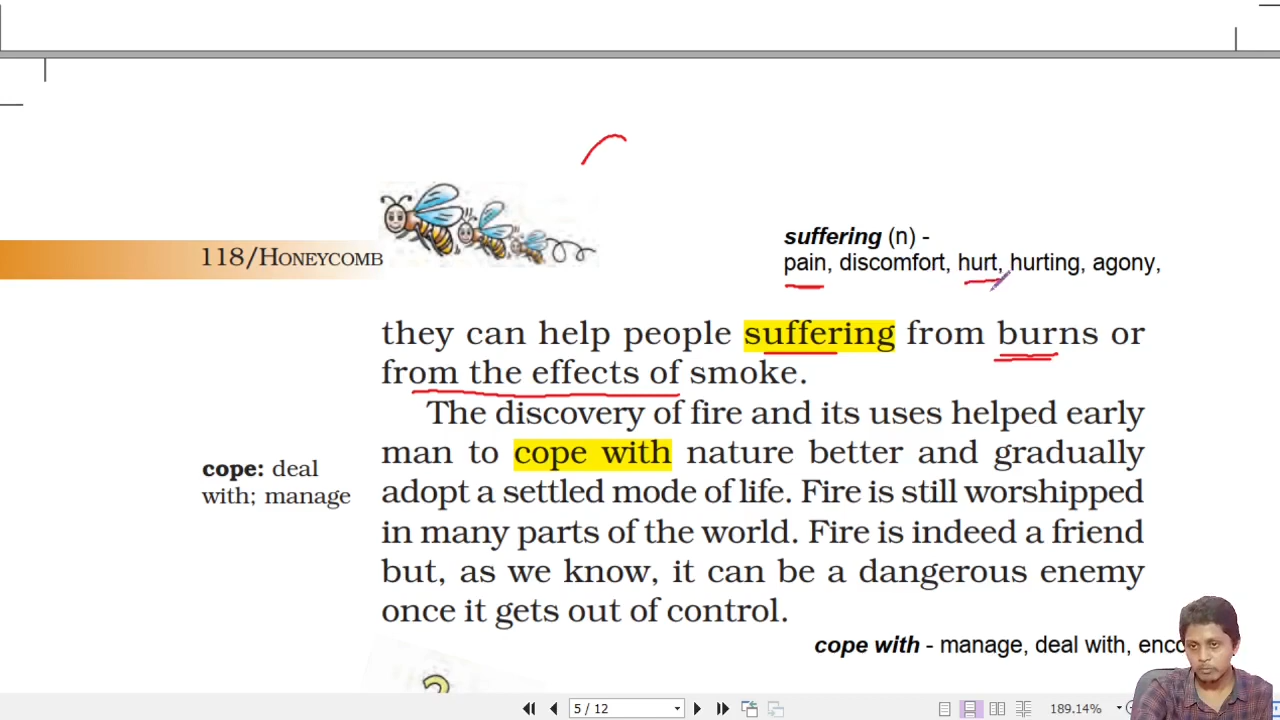 118/HONEYCOMB
suffering (n) -
pain, discomfort, hurt, hurting, agony,
they can help people suffering from burns or
from the effects of smoke.
The discovery of fire and its uses helped early
man to cope with nature better and gradually
adopt a settled mode of life. Fire is still worshipped
in many parts of the world. Fire is indeed a friend
but, as we know, it can be a dangerous enemy
once it gets out of control.
cope: deal
with; manage
cope with - manage, deal with,
5 / 12
189.14%